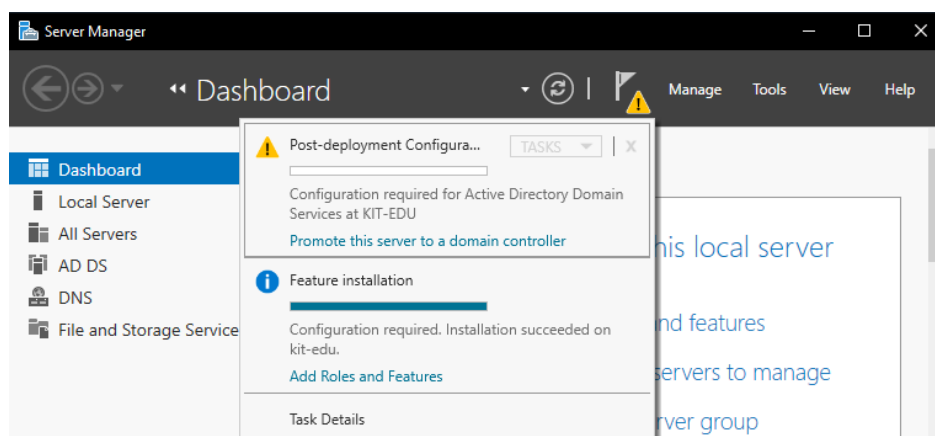 Server Manager
Dashboard
Manage Tools View Help
Post-deployment Configura... TASKS X
Configuration required for Active Directory Domain
Services at KIT-EDU
Promote this server to a domain controller
Feature installation
Configuration required. Installation succeeded on
kit-edu.
Add Roles and Features
Task Details
Dashboard
Local Server
All Servers
AD DS
DNS
File and Storage Service
his local server
nd features
servers to manage
rver group